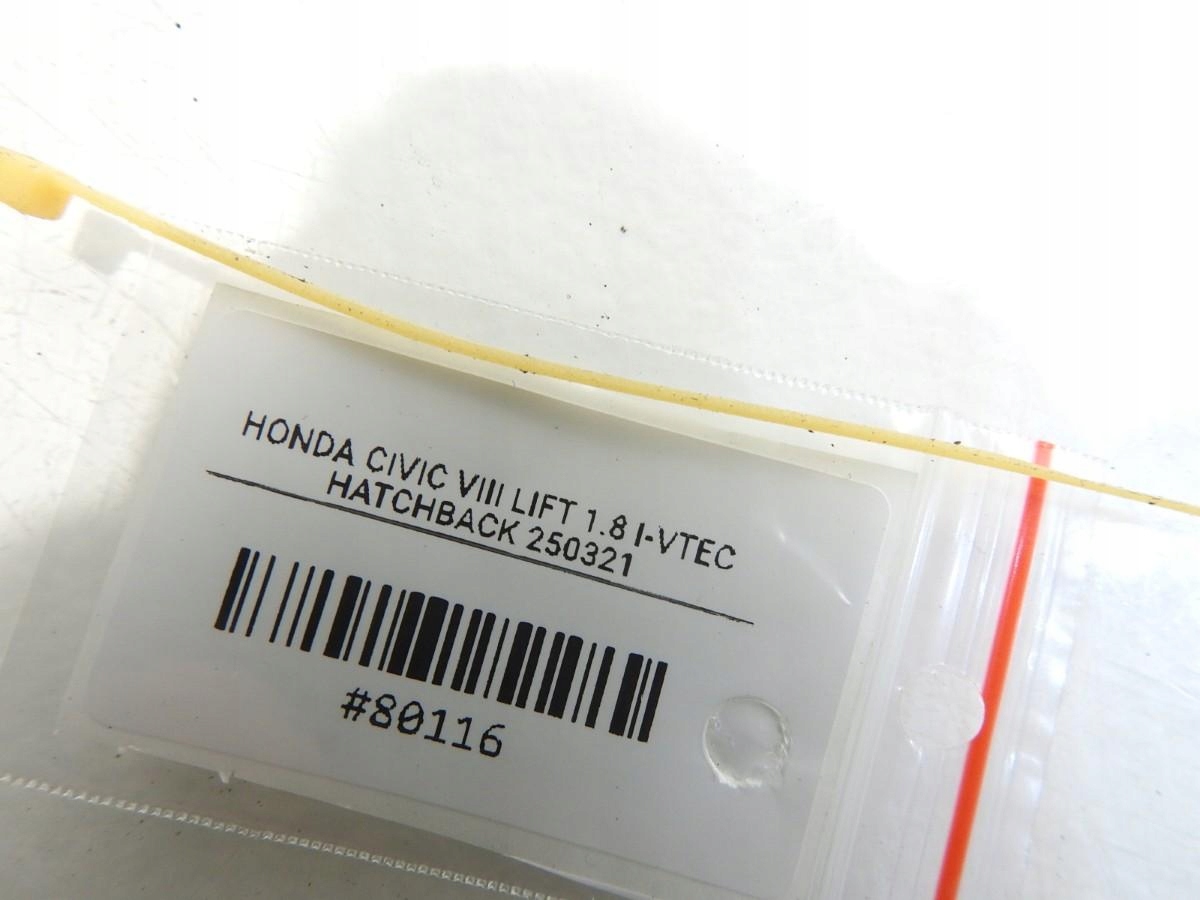 HONDA CIVIC VIII LIFT 1.8 I-VTEC
HATCHBACK 250321
#80116